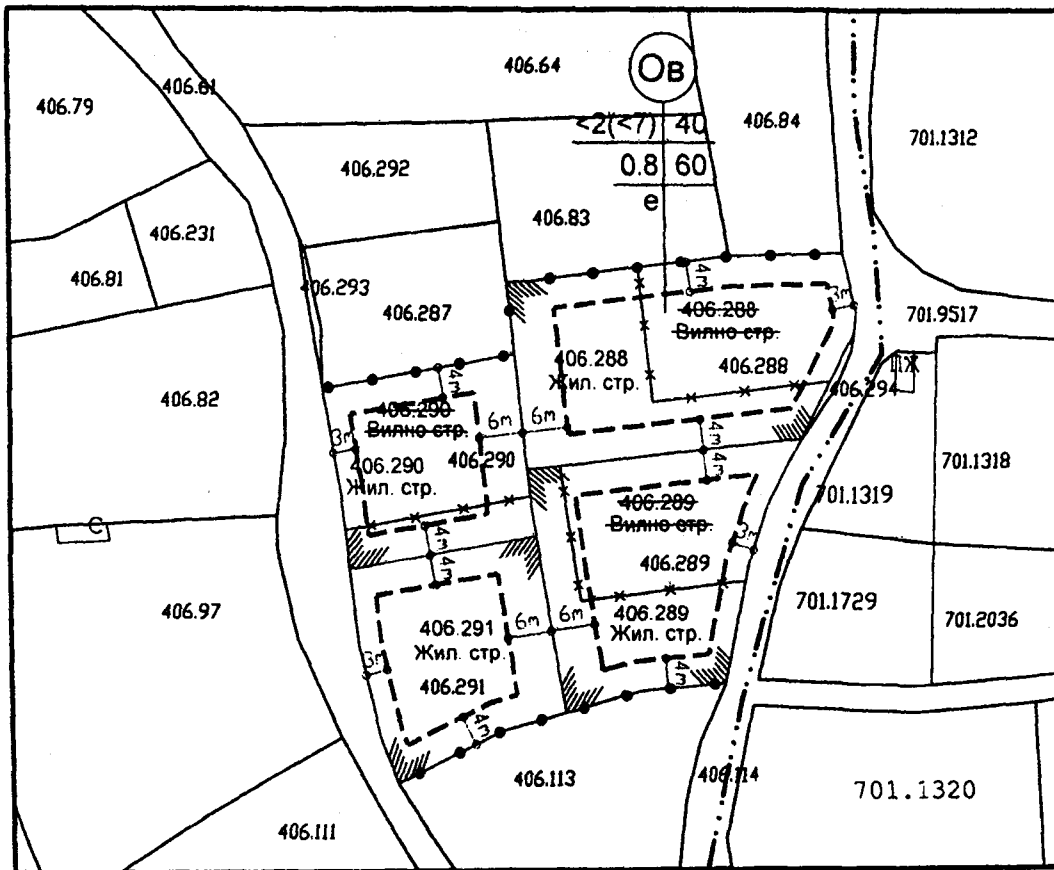 406.64
Ов
406.79
406.61
<2(<7) 40
406.84
701.1312
0.8 60
406.292
е
406.83
406.231
406.81
406.293
406.287
4m
3m
406.288
Вилно стр.
701.9517
406.288
Жил. стр.
406.288
406.294
406.82
4m
406.290
Вилно стр.
6m
6m
3m
4m
4m
406.290
Жил. стр.
406.290
701.1318
701.1319
406.289
Вилно стр.
С
4m
4m
3m
406.289
406.97
701.1729
701.2036
406.289
Жил. стр.
406.291
Жил. стр.
6m
6m
3m
406.291
4m
4m
406.113
406.114
701.1320
406.111